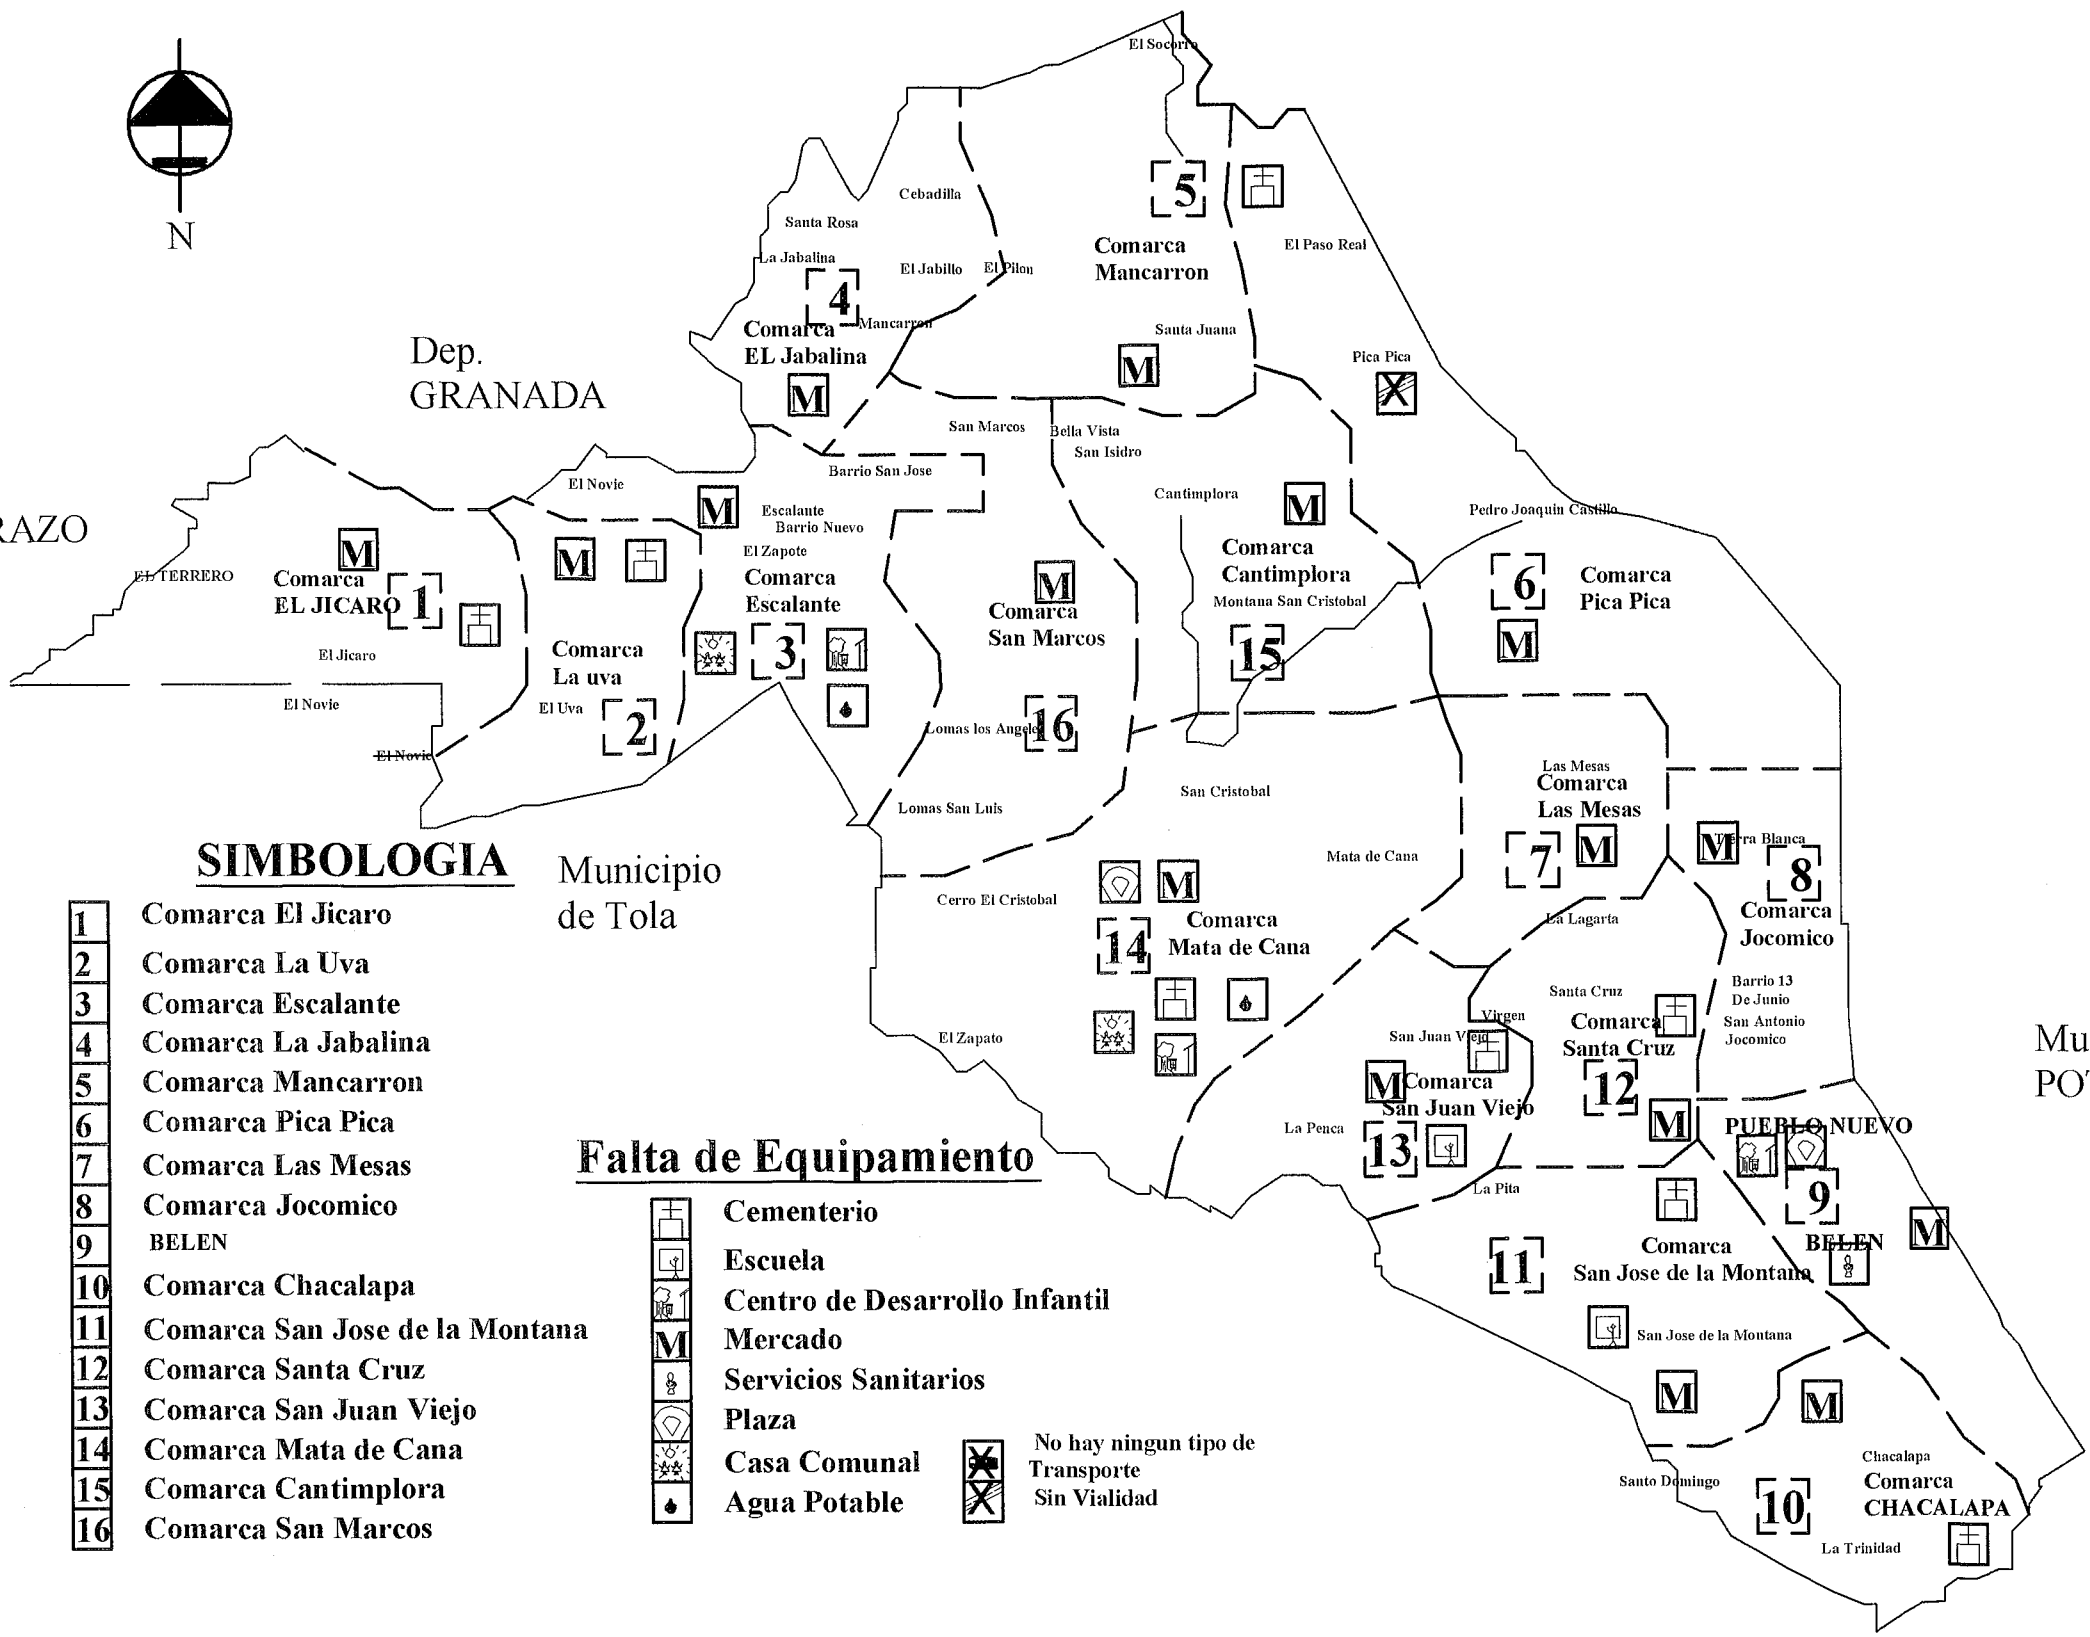 N
El Socorro
5
Cebadilla
Santa Rosa
La Jabalina
El Jabillo
El Pilon
Comarca
Mancarron
El Paso Real
4
Mancarron
Comarca
EL Jabalina
M
Santa Juana
M
Pica Pica
X
Dep.
GRANADA
San Marcos
Bella Vista
San Isidro
Barrio San Jose
El Novie
M
Escalante
Barrio Nuevo
Cantimplora
M
Pedro Joaquin Castillo
RAZO
M
M
El Zapote
Comarca
Escalante
EL TERRERO
Comarca
EL JICARO
1
M
Comarca
San Marcos
Comarca
Cantimplora
Montana San Cristobal
15
6
Comarca
Pica Pica
M
El Jicaro
El Novie
El Novie
Comarca
La uva
El Uva
2
3
Lomas los Angele
16
Lomas San Luis
San Cristobal
Las Mesas
Comarca
Las Mesas
7
M
M
Tierra Blanca
8
Comarca
Jocomico
Mata de Cana
Cerro El Cristobal
M
14
Comarca
Mata de Cana
La Lagarta
El Zapato
Santa Cruz
Comarca
Santa Cruz
12
M
Barrio 13
De Junio
San Antonio
Jocomico
Virgen
San Juan Viejo
M
Comarca
San Juan Viejo
La Penca
13
La Pita
PUEBLO NUEVO
9
BELEN
M
11
Comarca
San Jose de la Montana
San Jose de la Montana
M
M
Santo Domingo
10
Chacalapa
Comarca
CHACALAPA
La Trinidad
Mu
PO
Municipio
de Tola
SIMBOLOGIA
1 Comarca El Jicaro
2 Comarca La Uva
3 Comarca Escalante
4 Comarca La Jabalina
5 Comarca Mancarron
6 Comarca Pica Pica
7 Comarca Las Mesas
8 Comarca Jocomico
9 BELEN
10 Comarca Chacalapa
11 Comarca San Jose de la Montana
12 Comarca Santa Cruz
13 Comarca San Juan Viejo
14 Comarca Mata de Cana
15 Comarca Cantimplora
16 Comarca San Marcos
Falta de Equipamiento
Cementerio
Escuela
Centro de Desarrollo Infantil
M Mercado
Servicios Sanitarios
Plaza
Casa Comunal
Agua Potable
X No hay ningun tipo de
Transporte
X Sin Vialidad